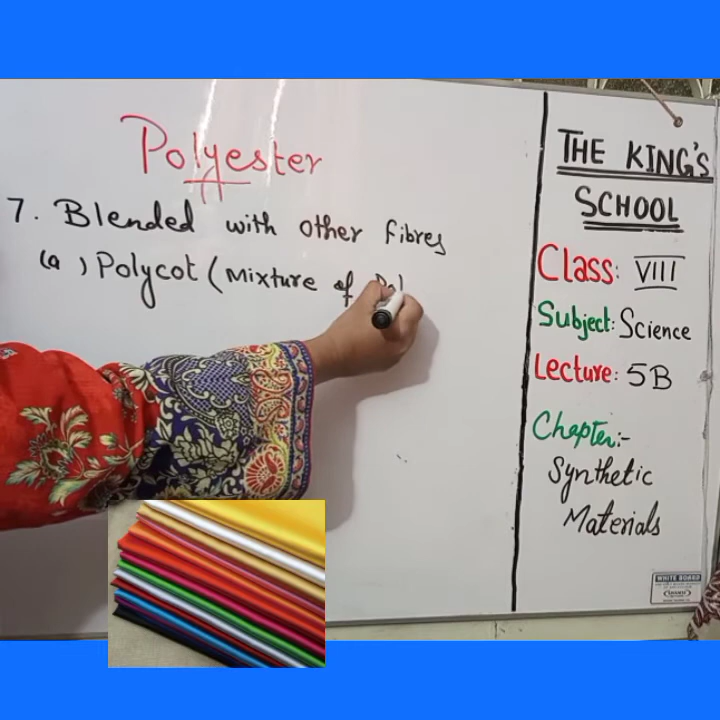 Polyester
7. Blended with other fibres
(a) Polycot (Mixture of Pol
THE KING'S
SCHOOL
Class: VIII
Subject: Science
Lecture: 5B
Chapter:-
Synthetic
Materials
WHITE BOARD